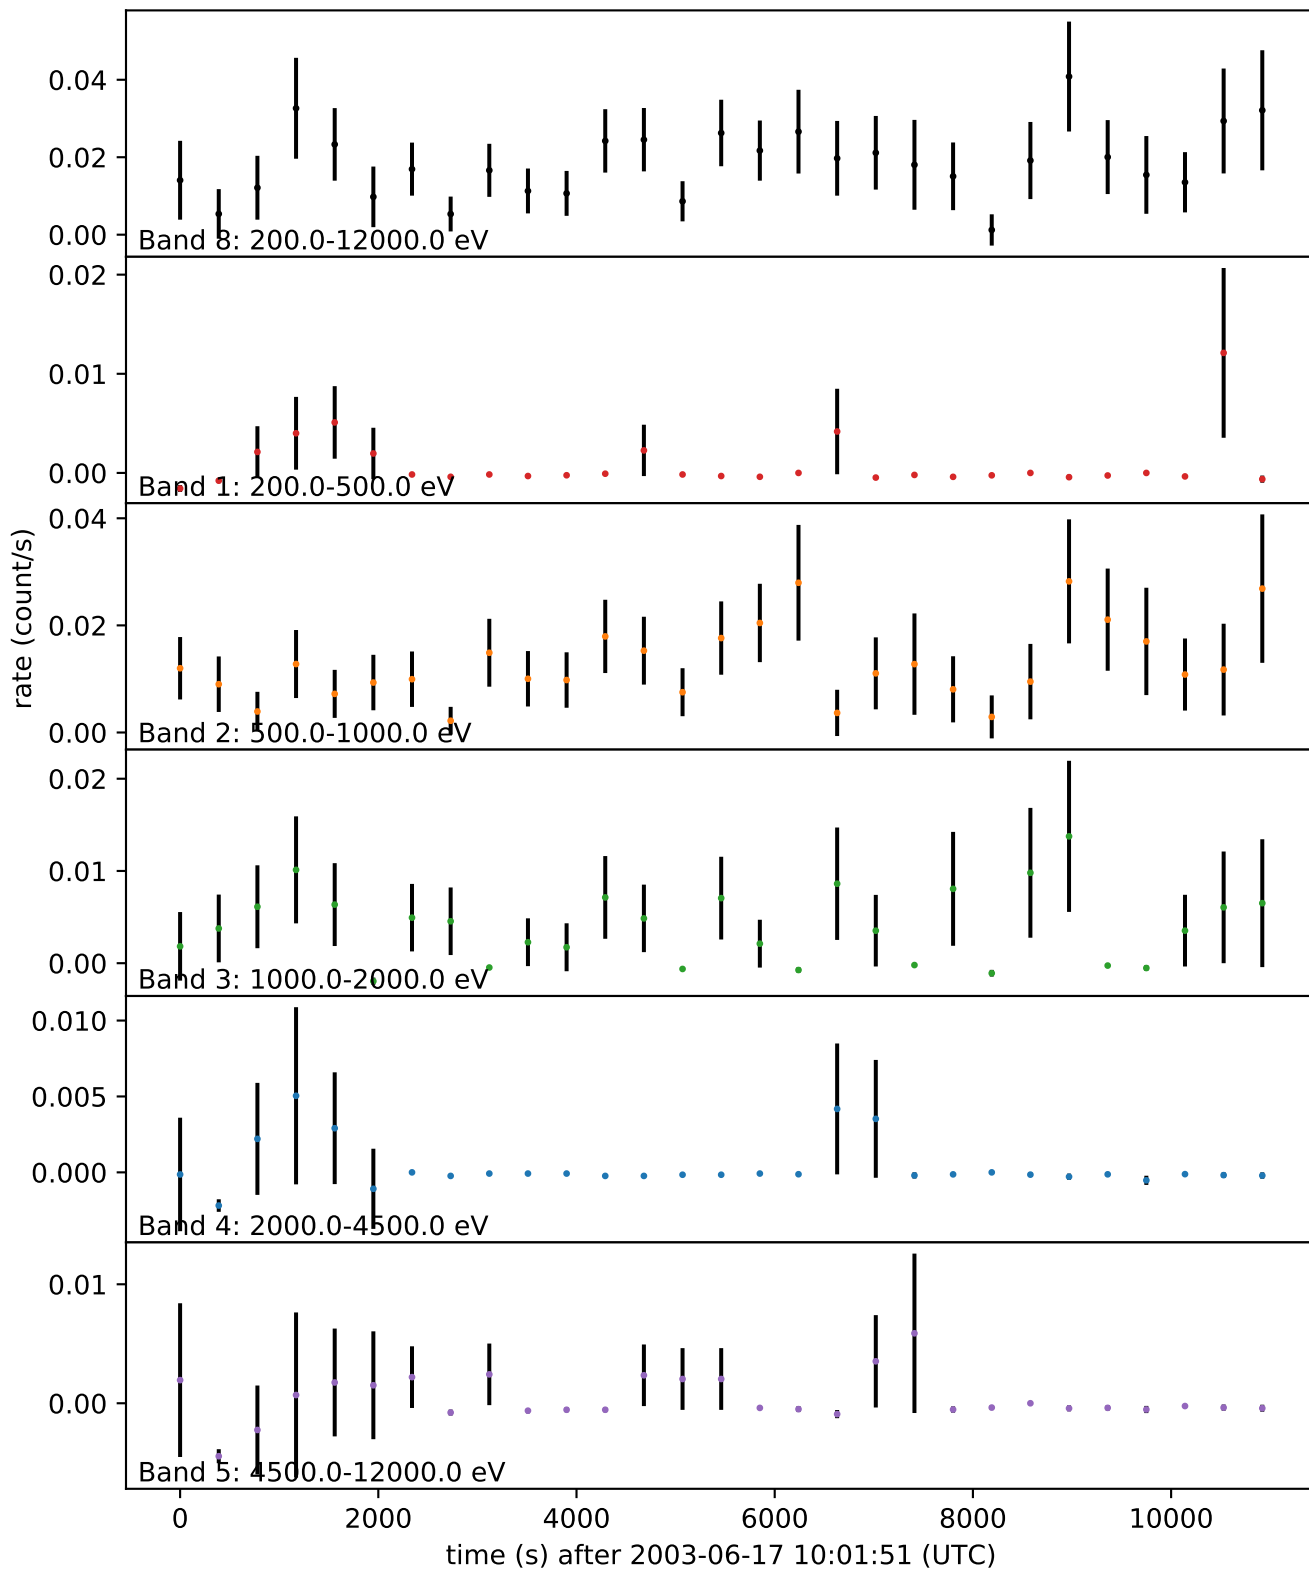 0.04
0.02
0.00
Band 8: 200.0-12000.0 eV
0.02
0.01
0.00
Band 1: 200.0-500.0 eV
rate (count/s)
0.04
0.02
0.00
Band 2: 500.0-1000.0 eV
0.02
0.01
0.00
Band 3: 1000.0-2000.0 eV
0.010
0.005
0.000
Band 4: 2000.0-4500.0 eV
0.01
0.00
Band 5: 4500.0-12000.0 eV
0 2000 4000 6000 8000 10000
time (s) after 2003-06-17 10:01:51 (UTC)